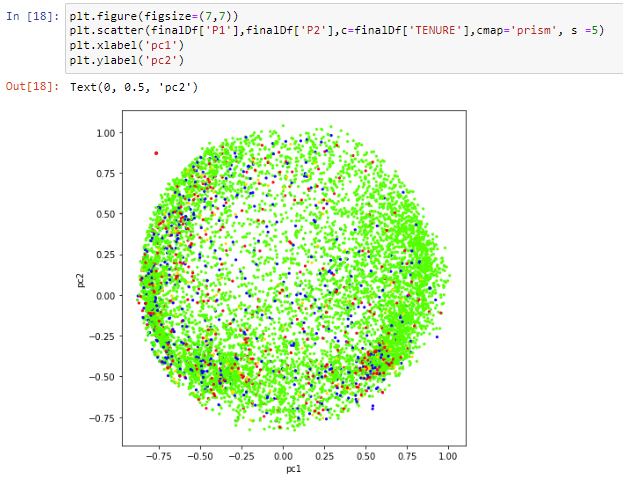 In [18]: plt.figure(figsize=(7,7))
plt.scatter(finalDf['P1'],finalDf['P2'],c=finalDf['TENURE'],cmap='prism', s =5)
plt.xlabel('pc1')
plt.ylabel('pc2')
Out[18]: Text(0, 0.5, 'pc2')
1.00
0.75
0.50
0.25
0.00
−0.25
−0.50
−0.75
pc2
−0.75 −0.50 −0.25 0.00 0.25 0.50 0.75 1.00
pc1